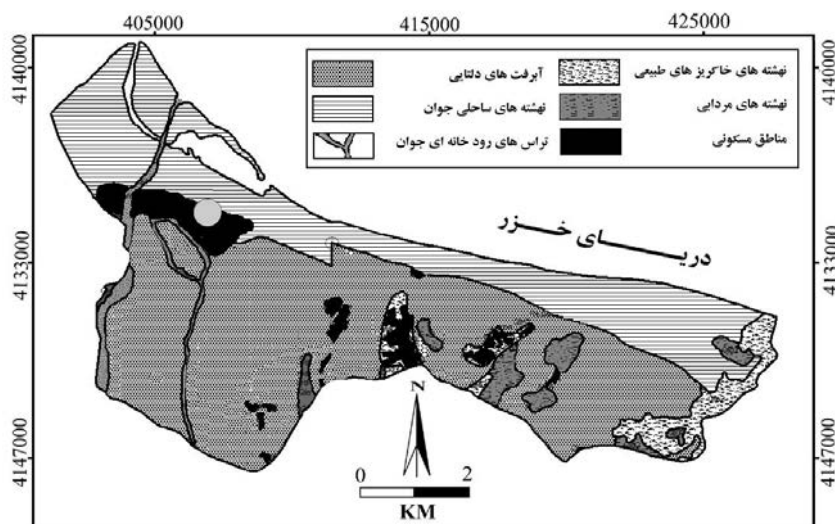 405000 415000 425000
4140000 4140000
نهشته های خاکریز های طبیعی آبرفت های دلتایی
نهشته های مردابی نهشته های ساحلی جوان
مناطق مسکونی تراس های رود خانه ای جوان
دریـــای خـــزر
4133000 4133000
N
4147000 4147000
0 2
KM